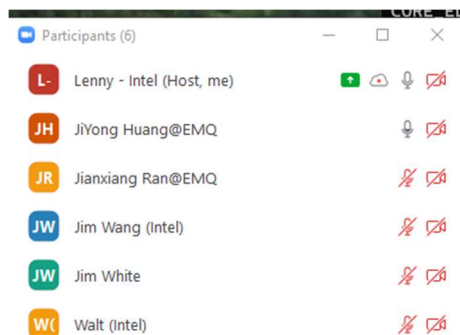 Participants (6)
L- Lenny - Intel (Host, me)
JH JiYong Huang@EMQ
JR Jianxiang Ran@EMQ
JW Jim Wang (Intel)
JW Jim White
W( Walt (Intel)